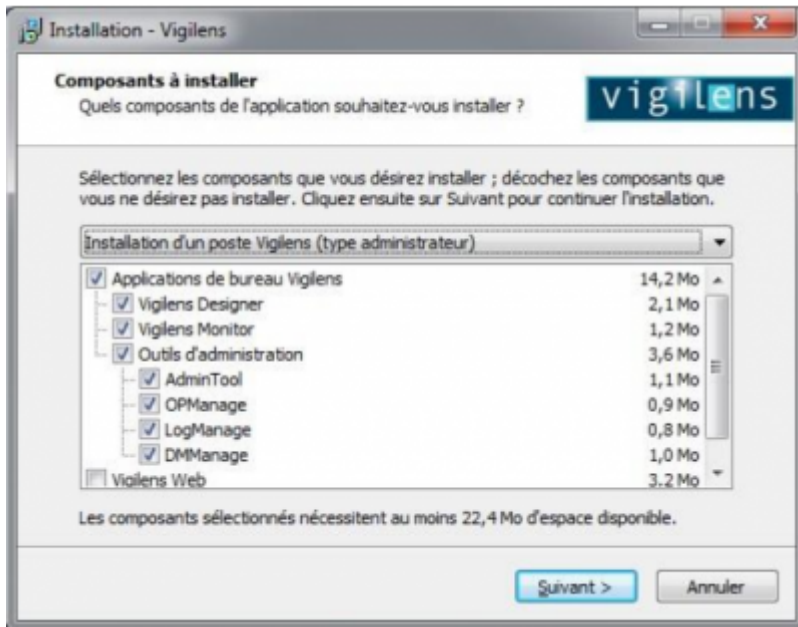 Installation - Vigilens
Composants à installer
Quels composants de l'application souhaitez-vous installer ?
vigilens
Sélectionnez les composants que vous désirez installer ; décochez les composants que
vous ne désirez pas installer. Cliquez ensuite sur Suivant pour continuer l'installation.
Installation d'un poste Vigilens (type administrateur)
Applications de bureau Vigilens 14,2 Mo
Vigilens Designer 2,1 Mo
Vigilens Monitor 1,2 Mo
Outils d'administration 3,6 Mo
AdminTool 1,1 Mo
OPManage 0,9 Mo
LogManage 0,8 Mo
DMManage 1,0 Mo
Vigilens Web 3,2 Mo
Les composants sélectionnés nécessitent au moins 22,4 Mo d'espace disponible.
Suivant > Annuler